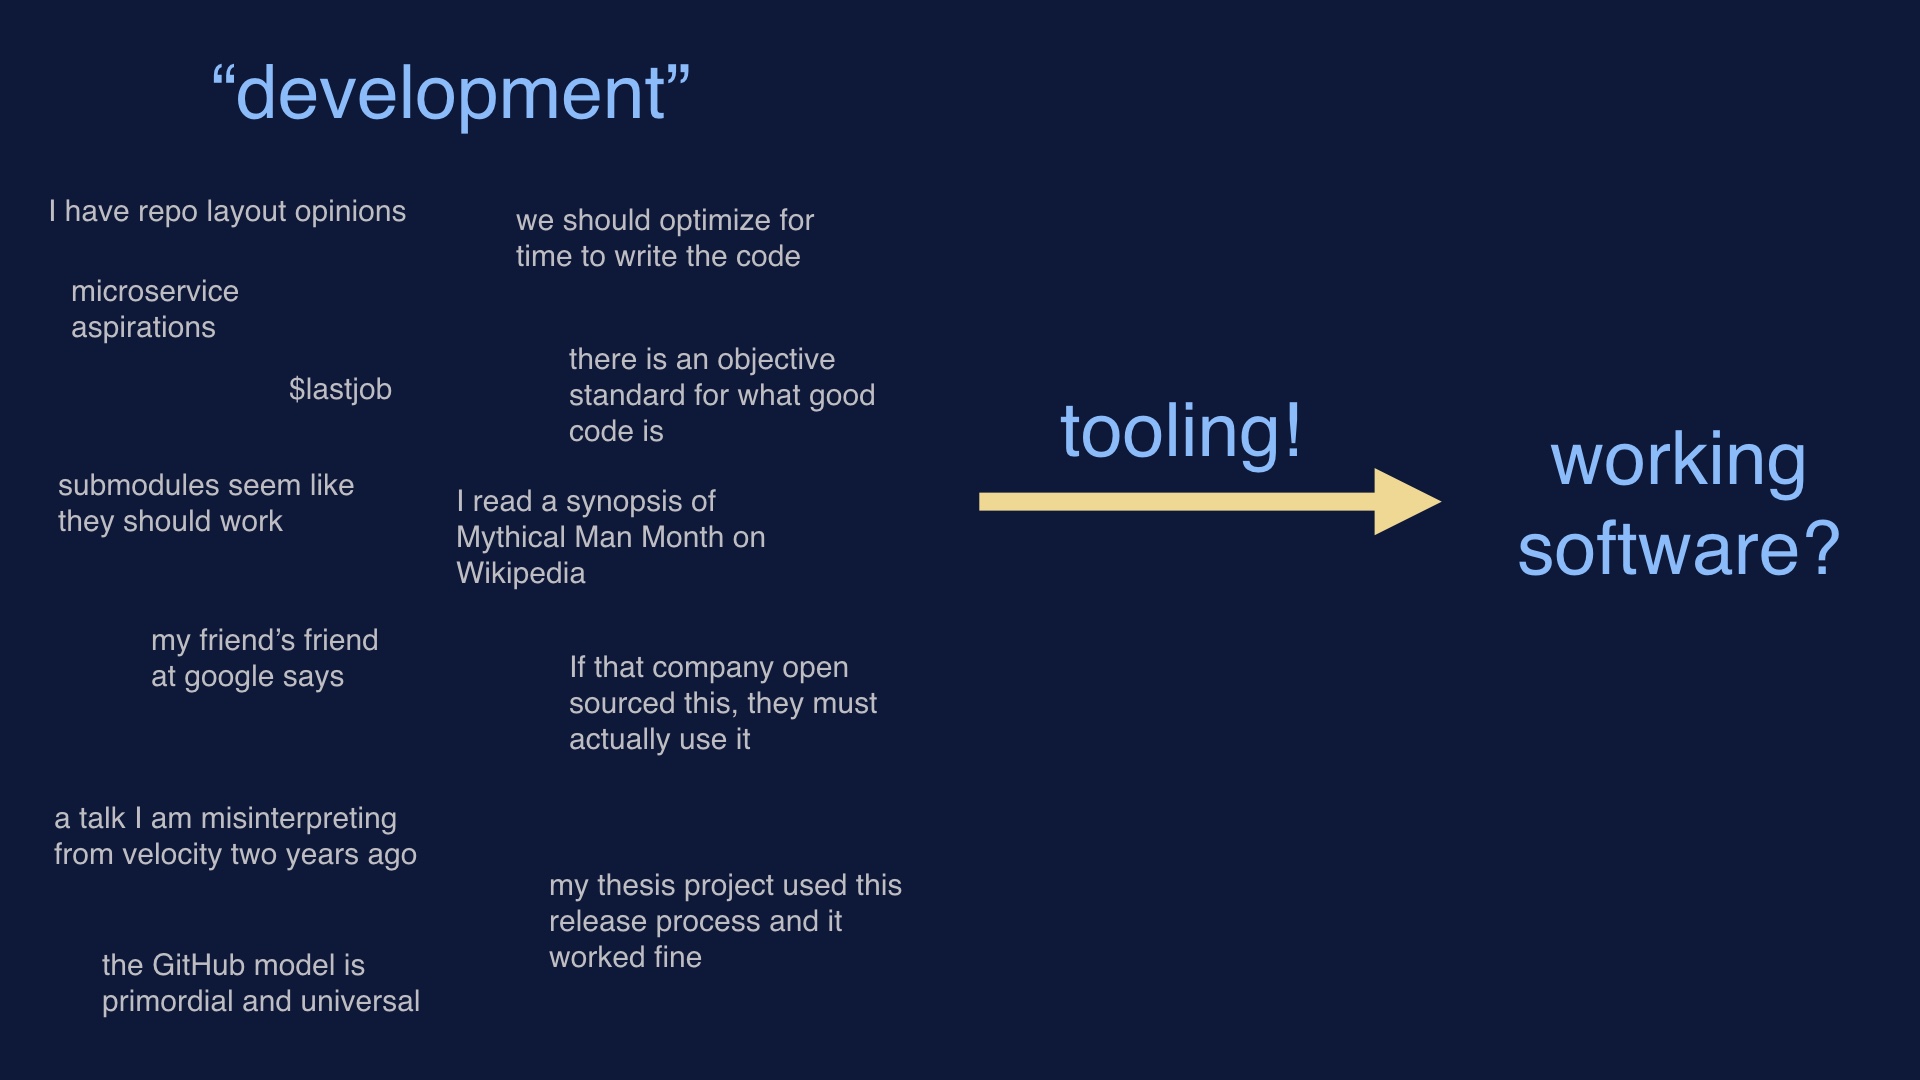 “development”
I have repo layout opinions
we should optimize for
time to write the code
microservice
aspirations
there is an objective
standard for what good
code is
$lastjob
tooling!
working
software?
submodules seem like
they should work
I read a synopsis of
Mythical Man Month on
Wikipedia
my friend’s friend
at google says
If that company open
sourced this, they must
actually use it
a talk I am misinterpreting
from velocity two years ago
my thesis project used this
release process and it
worked fine
the GitHub model is
primordial and universal